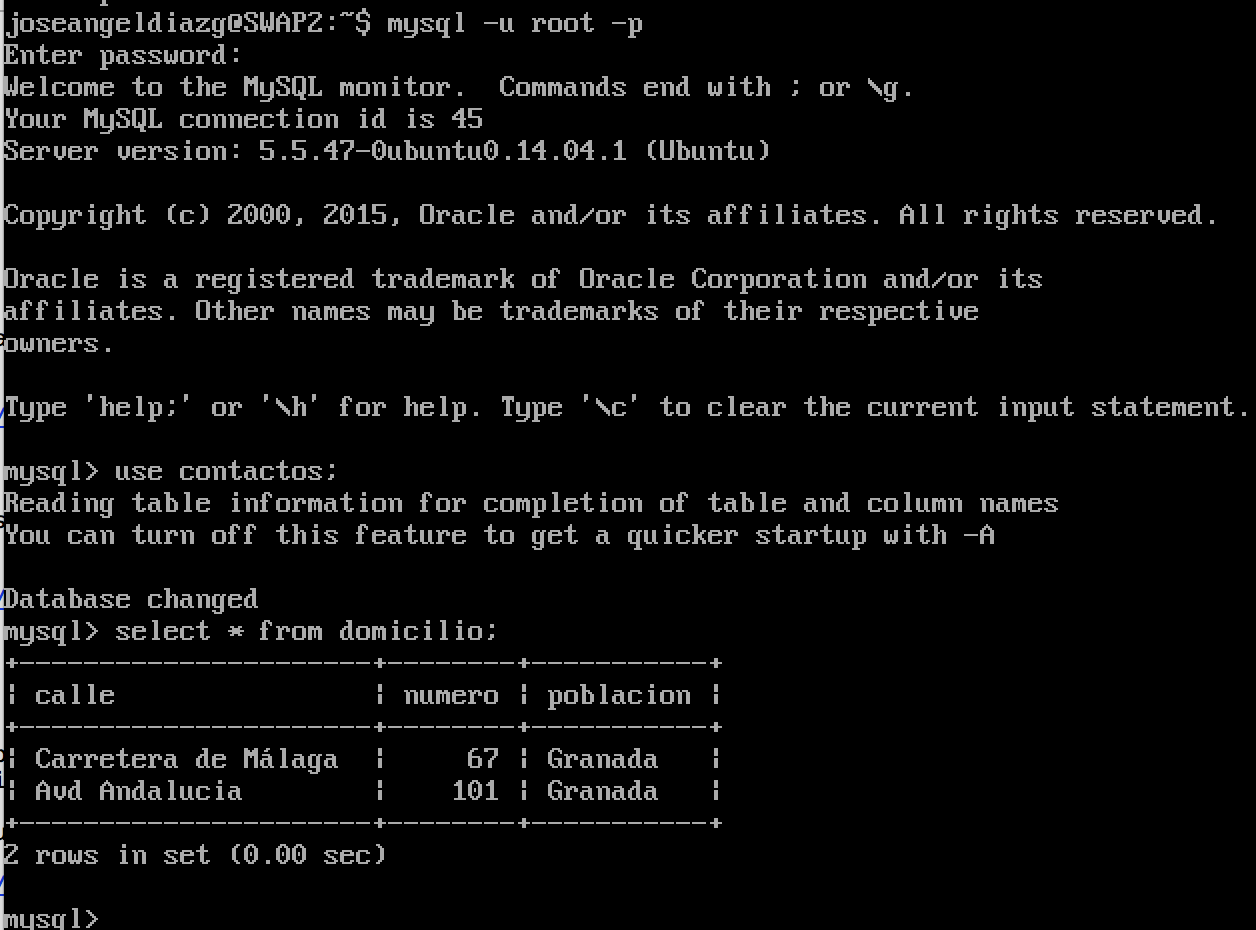 joseangeldiazg@SWAP2:~$ mysql -u root -p
Enter password:
Welcome to the MySQL monitor.  Commands end with ; or \g.
Your MySQL connection id is 45
Server version: 5.5.47-0ubuntu0.14.04.1 (Ubuntu)

Copyright (c) 2000, 2015, Oracle and/or its affiliates. All rights reserved.

Oracle is a registered trademark of Oracle Corporation and/or its
affiliates. Other names may be trademarks of their respective
owners.

Type 'help;' or '\h' for help. Type '\c' to clear the current input statement.

mysql> use contactos;
Reading table information for completion of table and column names
You can turn off this feature to get a quicker startup with -A

Database changed
mysql> select * from domicilio;
+----------------------+--------+-----------+
| calle                | numero | poblacion |
+----------------------+--------+-----------+
| Carretera de Málaga  |     67 | Granada   |
| Avd Andalucia        |    101 | Granada   |
+----------------------+--------+-----------+
2 rows in set (0.00 sec)

mysql>